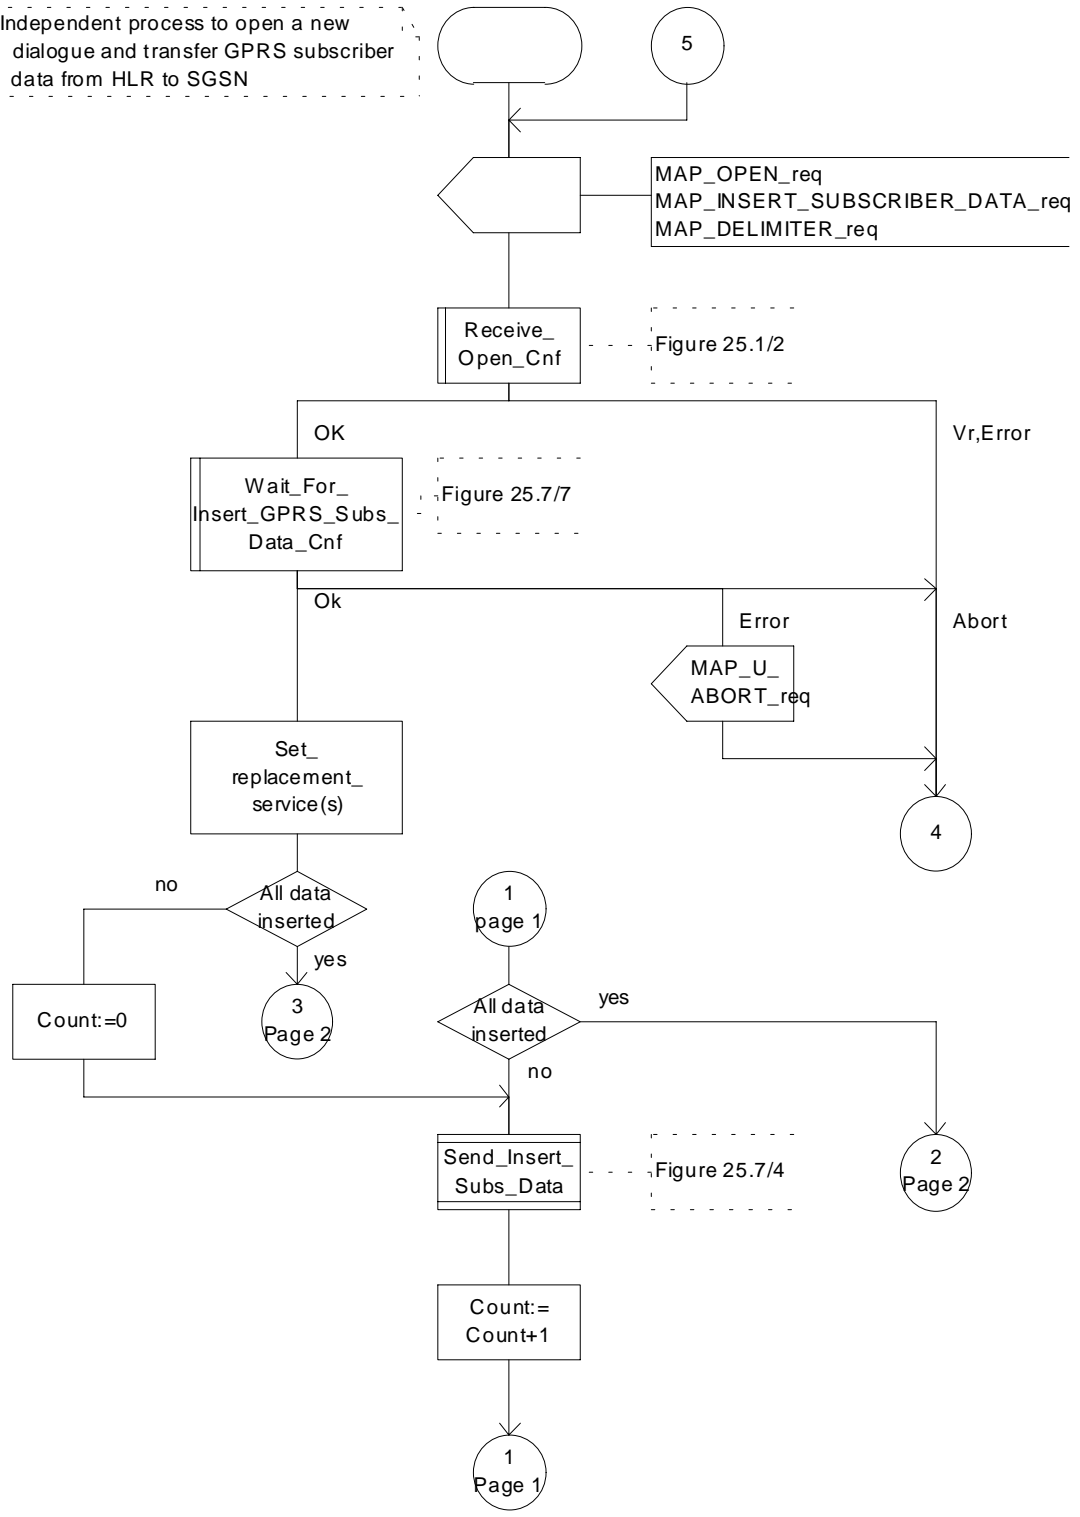 Independent process to open a new
dialogue and transfer GPRS subscriber
data from HLR to SGSN
5
MAP_OPEN_req
MAP_INSERT_SUBSCRIBER_DATA_req
MAP_DELIMITER_req
Receive_
Open_Cnf
Figure 25.1/2
OK
Vr,Error
Wait_For_
Insert_GPRS_Subs_
Data_Cnf
Figure 25.7/7
Ok
Error
Abort
MAP_U_
ABORT_req
Set_
replacement_
service(s)
4
no
All data
inserted
yes
1
page 1
Count:=0
3
Page 2
All data
inserted
yes
no
Send_Insert_
Subs_Data
Figure 25.7/4
2
Page 2
Count:=
Count+1
1
Page 1